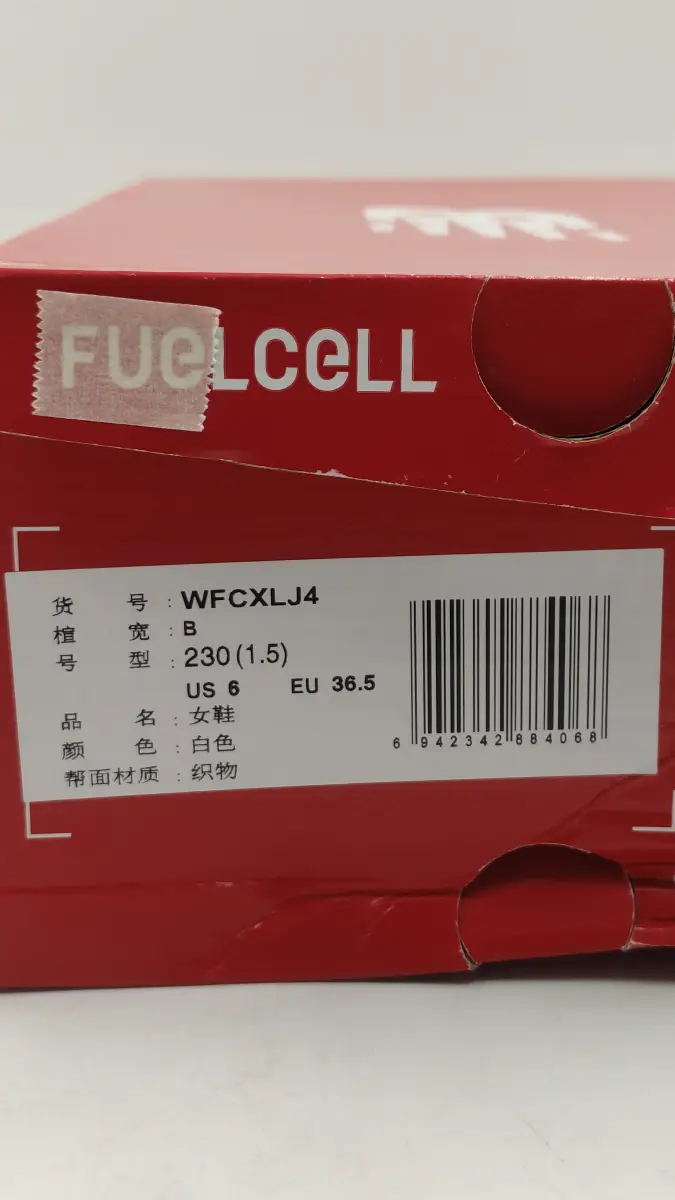 FUELCELL
货 号 : WFCXLJ4
楦 宽 : B
号 型 : 230(1.5)
US 6 EU 36.5
品 名 : 女鞋
颜 色 : 白色
帮面材质 : 织物
6 942342 884068